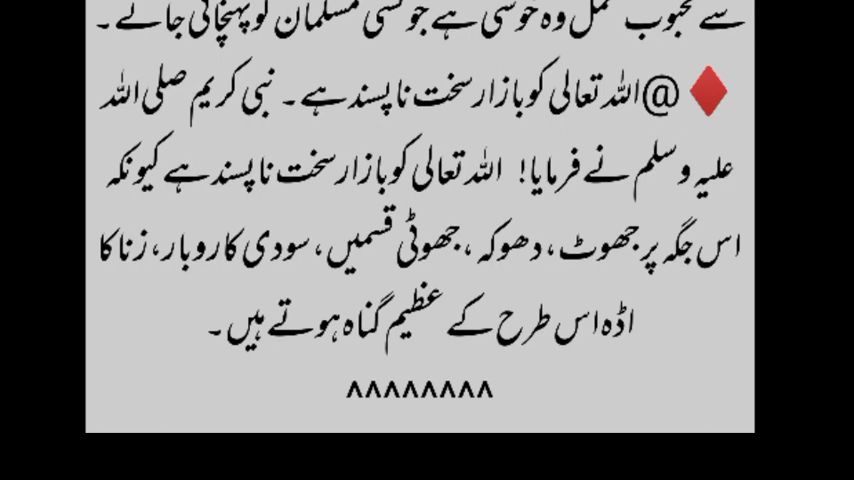 سے محبوب عمل وہ خوشی ہے جو کسی مسلمان کو پہنچائی جائے۔
♦️@اللہ تعالی کو بازار سخت ناپسند ہے۔ نبی کریم صلی اللہ
علیہ وسلم نے فرمایا! اللہ تعالی کو بازار سخت ناپسند ہے کیونکہ
اس جگہ پر جھوٹ، دھوکہ، جھوٹی قسمیں، سودی کاروبار، زنا کا
اڈہ اس طرح کے عظیم گناہ ہوتے ہیں۔
^^^^^^^^